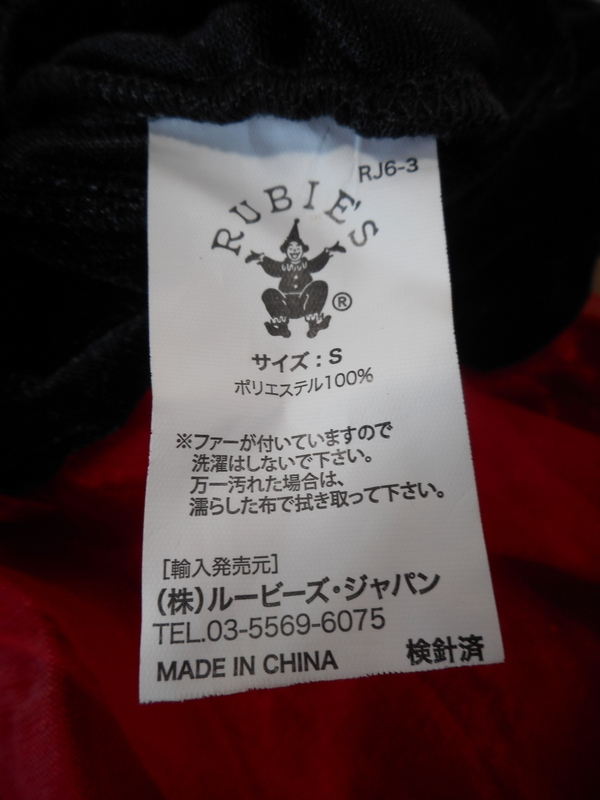 RJ6-3
RUBIE'S
®
サイズ：S
ポリエステル100%
※ファーが付いていますので
洗濯はしないで下さい。
万一汚れた場合は、
濡らした布で拭き取って下さい。
[輸入発売元]
(株)ルービーズ・ジャパン
TEL.03-5569-6075
MADE IN CHINA
検針済